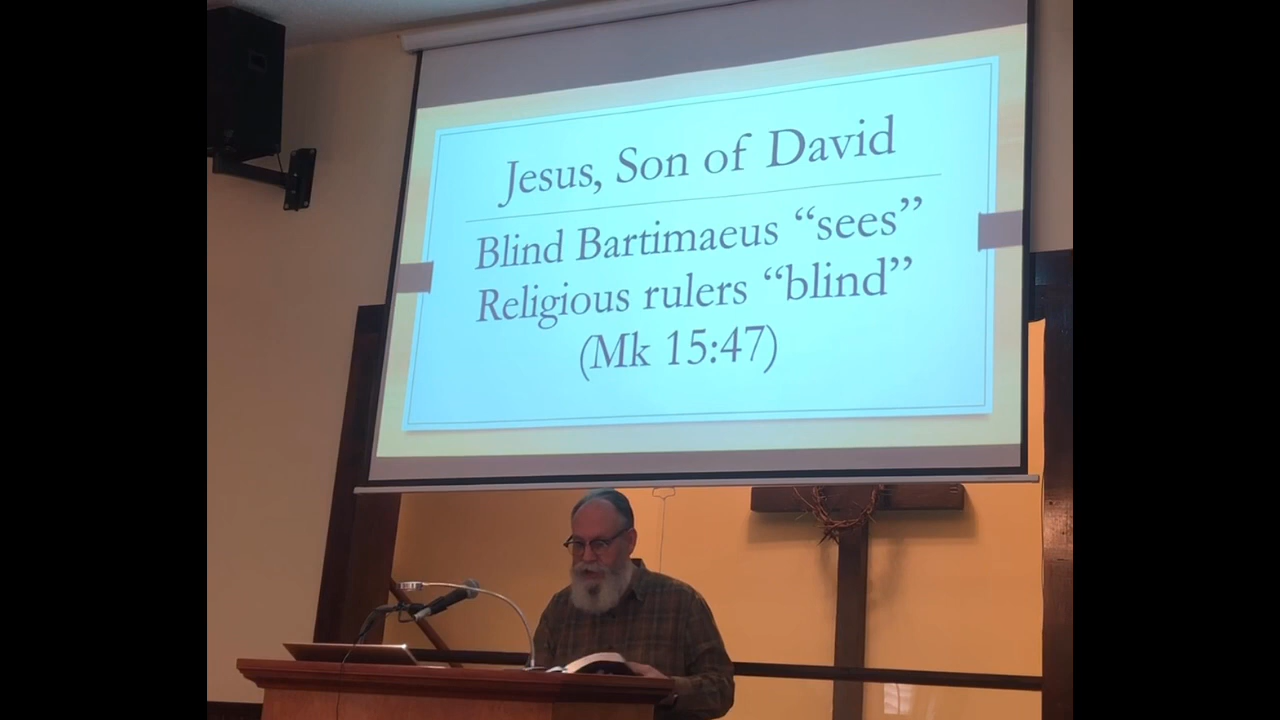 Jesus, Son of David
Blind Bartimaeus “sees”
Religious rulers “blind”
(Mk 15:47)